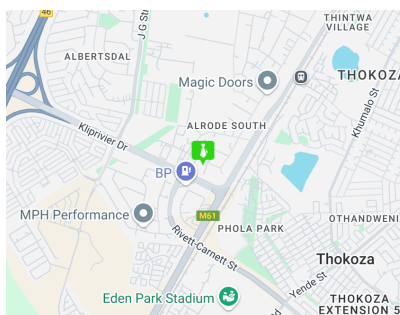 46
THINTWA
VILLAGE
J G Str
ALBERTSDAL
Magic Doors
THOKOZA
Khumalo St
ALRODE SOUTH
Kliprivier Dr
BP
MPH Performance
M61
OTHANDWENI
PHOLA PARK
Rivett-Carnett St
Thokoza
Yende St
Eden Park Stadium
THOKOZA
EXTENSION 5